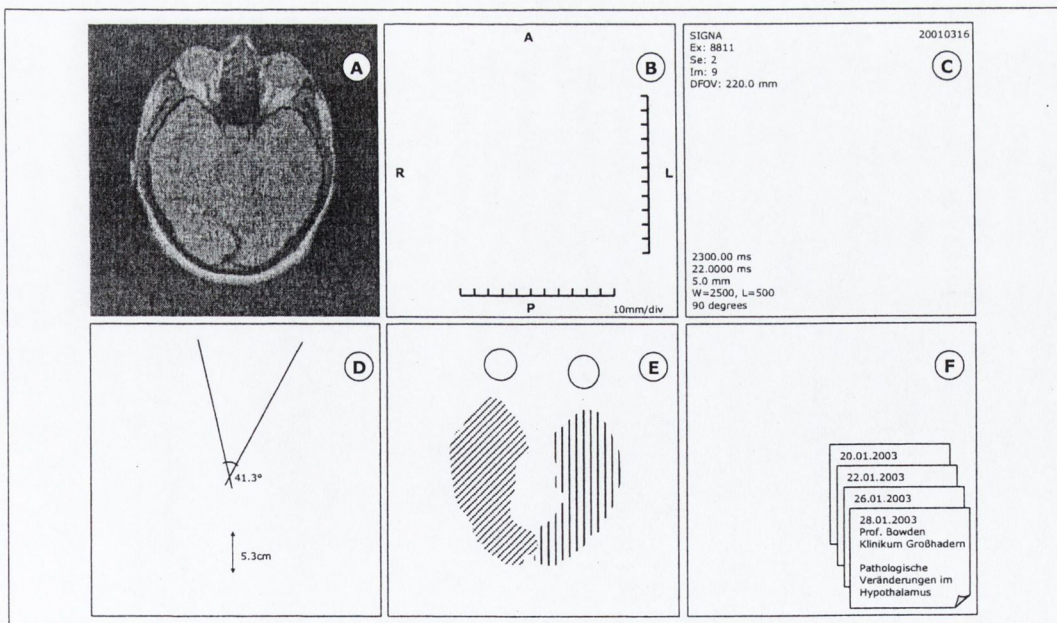 A
A
B
R
L
P
10mm/div
SIGNA 20010316
Ex: 8811
C
Se: 2
Im: 9
DFOV: 220.0 mm
2300.00 ms
22.0000 ms
5.0 mm
W=2500, L=500
90 degrees
D
41.3°
5.3cm
E
F
20.01.2003
22.01.2003
26.01.2003
28.01.2003
Prof. Bowden
Klinikum Großhadern
Pathologische
Veränderungen im
Hypothalamus